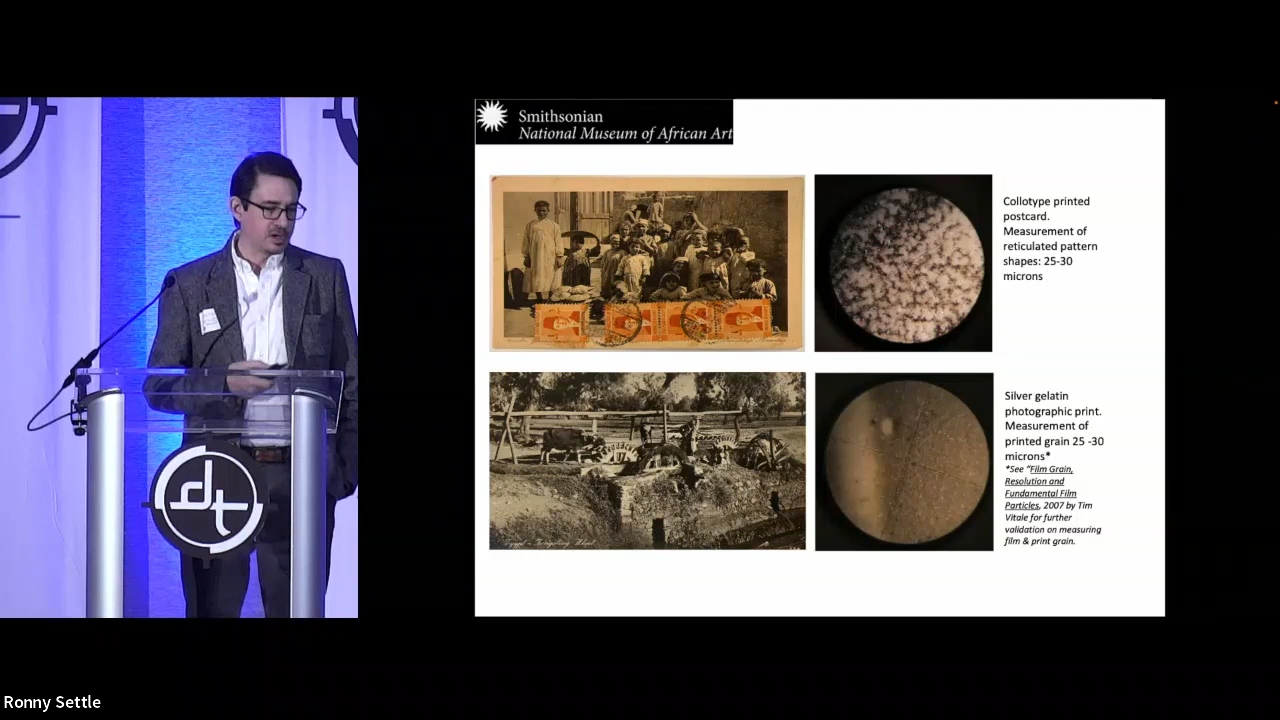 Smithsonian
National Museum of African Art
Collotype printed
postcard.
Measurement of
reticulated pattern
shapes: 25-30
microns
Silver gelatin
photographic print.
Measurement of
printed grain 25 -30
microns*
*See “Film Grain,
Resolution and
Fundamental Film
Particles, 2007 by Tim
Vitale for further
validation on measuring
film & print grain.
dt
Ronny Settle